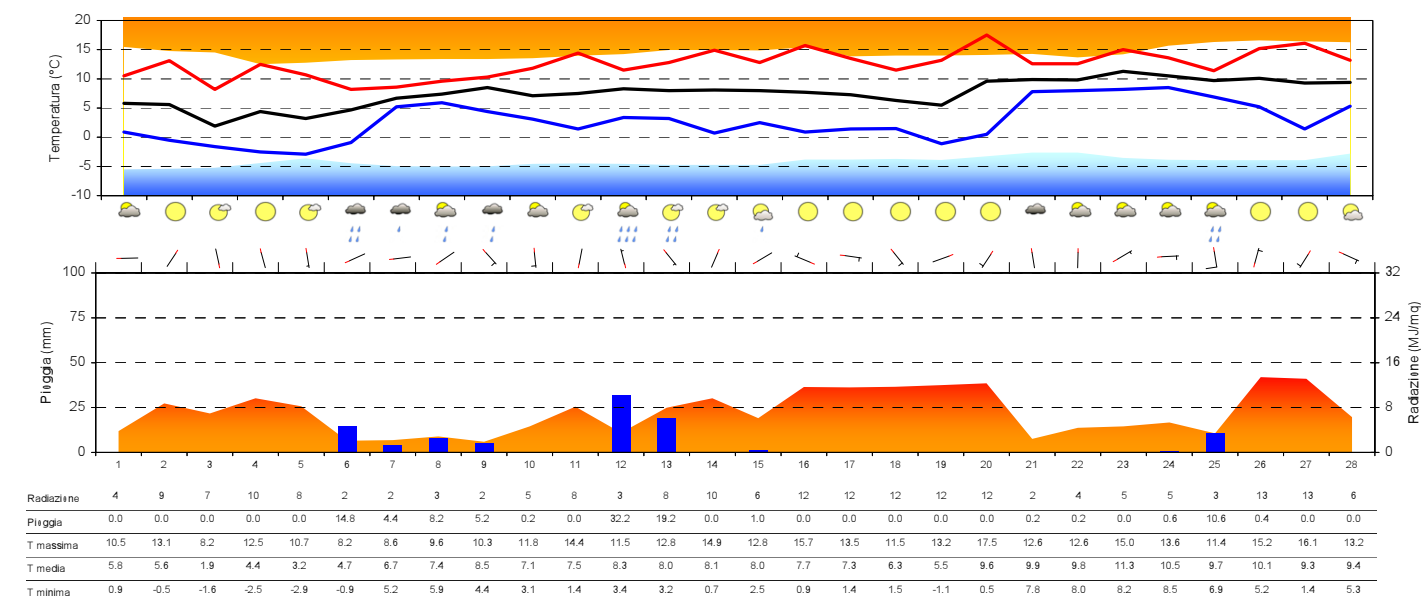 20
15
10
5
0
-5
-10
Temperatura (°C)
100
75
50
25
0
Pioggia (mm)
32
24
16
8
0
Radiazione (MJ/mq)
1 2 3 4 5 6 7 8 9 10 11 12 13 14 15 16 17 18 19 20 21 22 23 24 25 26 27 28
Radiazione 4 9 7 10 8 2 2 3 2 5 8 3 8 10 6 12 12 12 12 12 2 4 5 5 3 13 13 6
Pioggia 0.0 0.0 0.0 0.0 0.0 14.8 4.4 8.2 5.2 0.2 0.0 32.2 19.2 0.0 1.0 0.0 0.0 0.0 0.0 0.0 0.2 0.2 0.0 0.6 10.6 0.4 0.0 0.0
T massima 10.5 13.1 8.2 12.5 10.7 8.2 8.6 9.6 10.3 11.8 14.4 11.5 12.8 14.9 12.8 15.7 13.5 11.5 13.2 17.5 12.6 12.6 15.0 13.6 11.4 15.2 16.1 13.2
T media 5.8 5.6 1.9 4.4 3.2 4.7 6.7 7.4 8.5 7.1 7.5 8.3 8.0 8.1 8.0 7.7 7.3 6.3 5.5 9.6 9.9 9.8 11.3 10.5 9.7 10.1 9.3 9.4
T minima 0.9 -0.5 -1.6 -2.5 -2.9 -0.9 5.2 5.9 4.4 3.1 1.4 3.4 3.2 0.7 2.5 0.9 1.4 1.5 -1.1 0.5 7.8 8.0 8.2 8.5 6.9 5.2 1.4 5.3